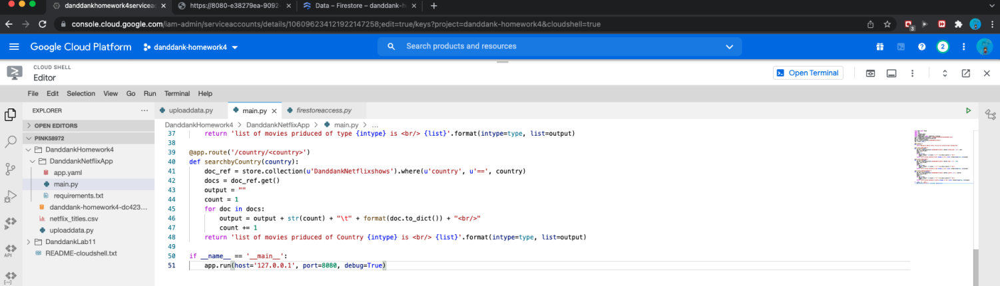 danddankhomework4servicea
https://8080-e38279ea-9092-
Data – Firestore – danddank-h
console.cloud.google.com/iam-admin/serviceaccounts/details/106096234121922147258;edit=true/keys?project=danddank-homework4&cloudshell=true
3
Google Cloud Platform
danddank-homework4
Search products and resources
2
CLOUD SHELL
Editor
Open Terminal
File Edit Selection View Go Run Terminal Help
EXPLORER
uploaddata.py
main.py
firestoreaccess.py
OPEN EDITORS
PINK58972
DanddankHomework4
DanddankNetflixApp
app.yaml
main.py
requirements.txt
danddank-homework4-dc423...
netflix_titles.csv
uploaddata.py
DanddankLab11
README-cloudshell.txt
API
DanddankHomework4 > DanddankNetflixApp > main.py > ...
37 return 'list of movies priduced of type {intype} is <br/> {list}'.format(intype=type, list=output)
38
39 @app.route('/country/<country>')
40 def searchbyCountry(country):
41 doc_ref = store.collection(u'DanddankNetflixshows').where(u'country', u'==', country)
42 docs = doc_ref.get()
43 output = ""
44 count = 1
45 for doc in docs:
46 output = output + str(count) + "\t" + format(doc.to_dict()) + "<br/>"
47 count += 1
48 return 'list of movies priduced of Country {intype} is <br/> {list}'.format(intype=type, list=output)
49
50 if __name__ == '__main__':
51 app.run(host='127.0.0.1', port=8080, debug=True)